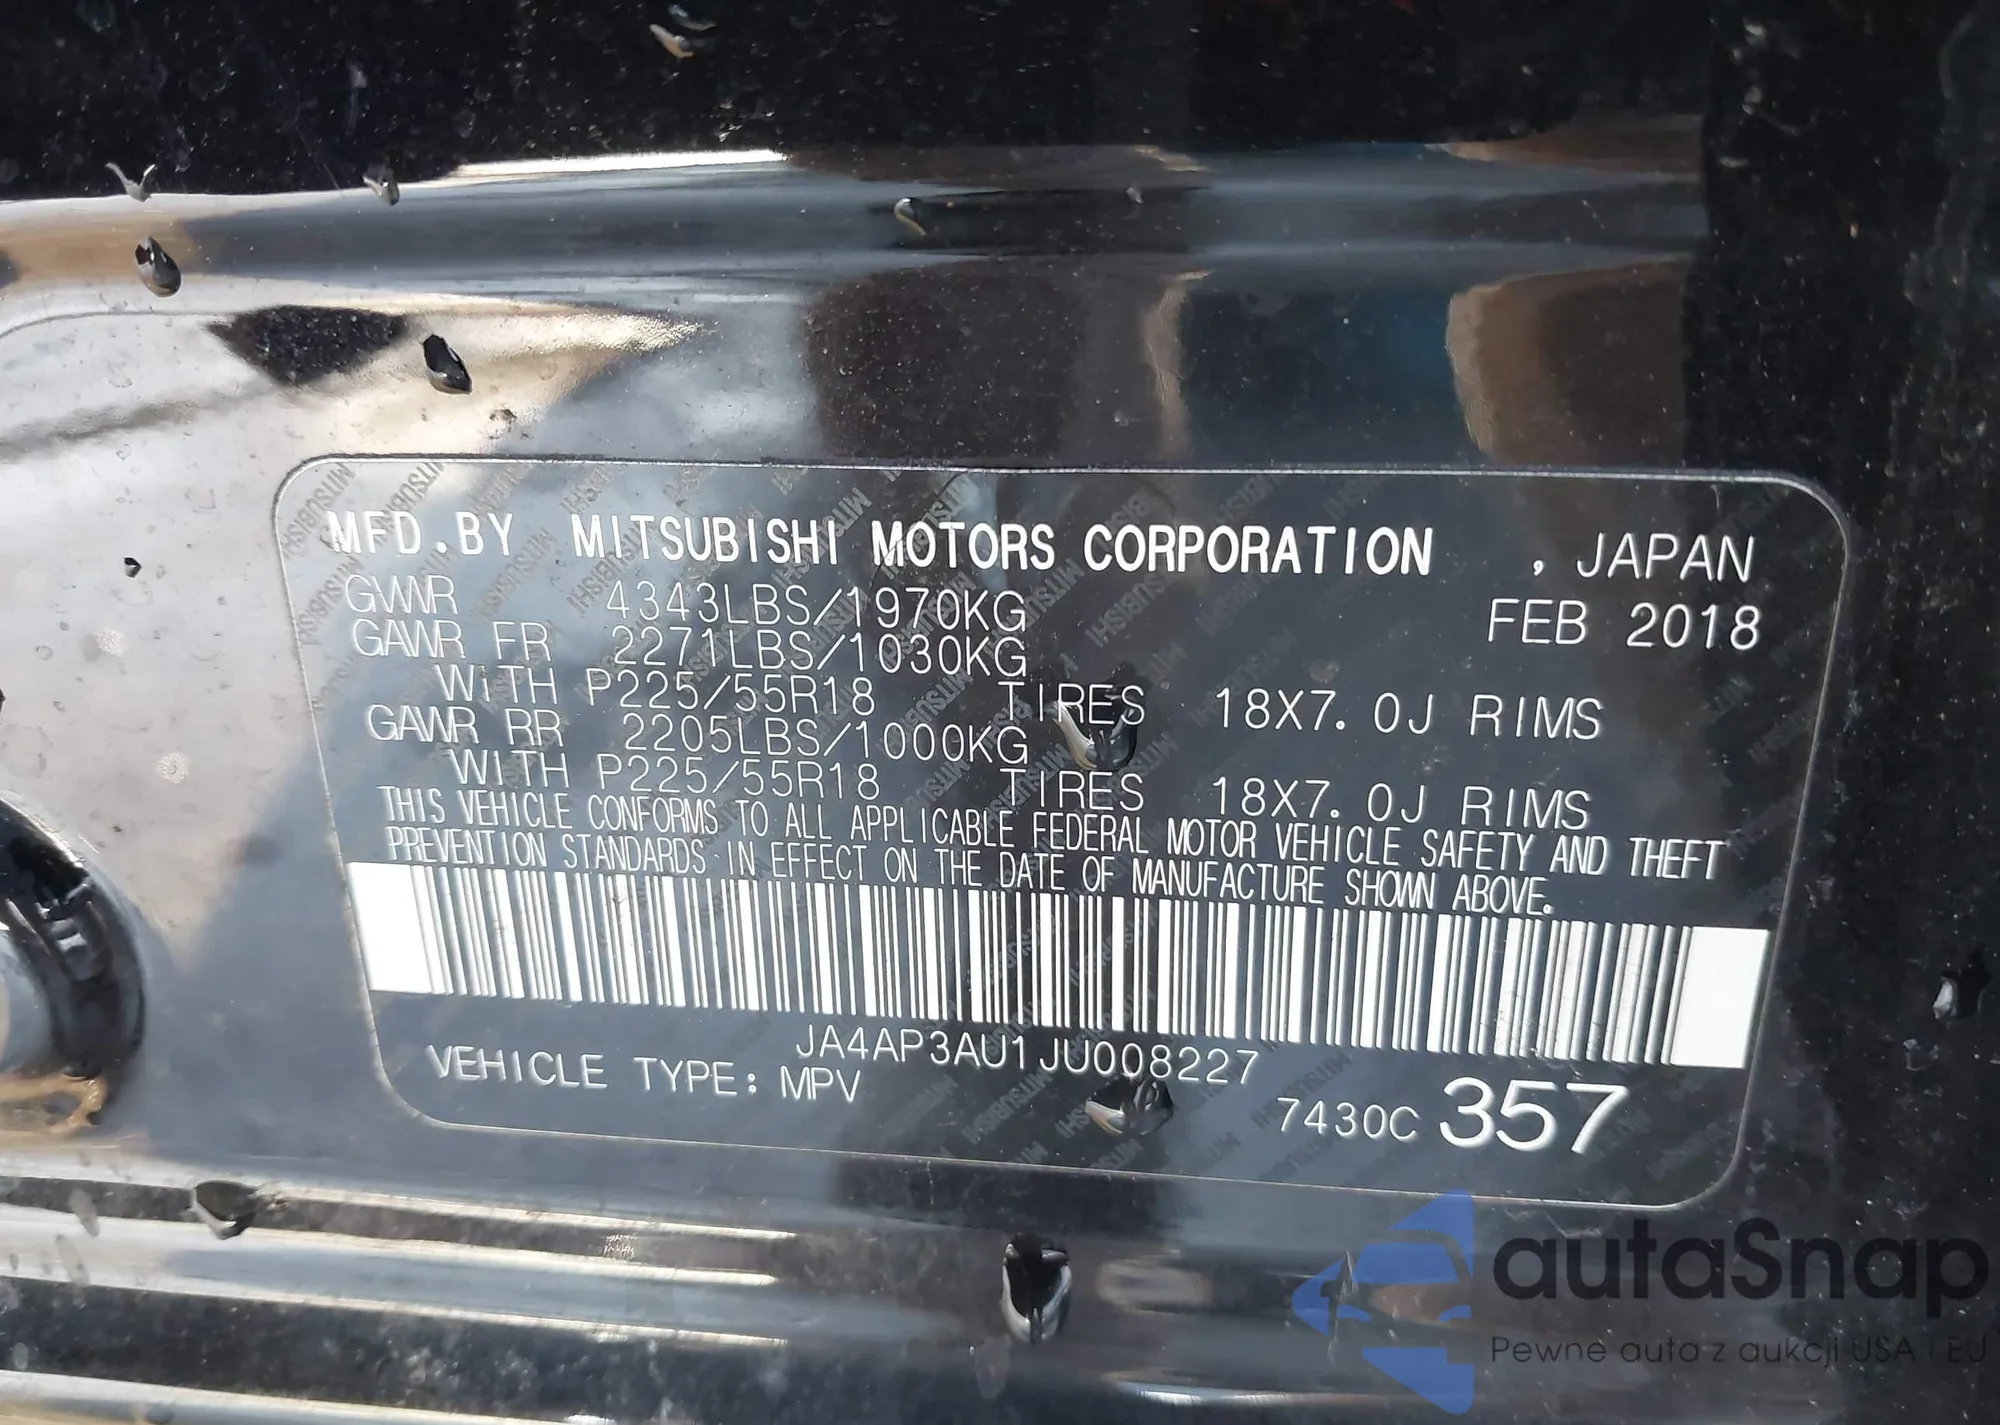 MFD.BY MITSUBISHI MOTORS CORPORATION , JAPAN
GVWR 4343LBS/1970KG FEB 2018
GAWR FR 2271LBS/1030KG
WITH P225/55R18 TIRES 18X7.0J RIMS
GAWR RR 2205LBS/1000KG
WITH P225/55R18 TIRES 18X7.0J RIMS
THIS VEHICLE CONFORMS TO ALL APPLICABLE FEDERAL MOTOR VEHICLE SAFETY AND THEFT
PREVENTION STANDARDS IN EFFECT ON THE DATE OF MANUFACTURE SHOWN ABOVE.
JA4AP3AU1JU008227
VEHICLE TYPE: MPV
7430C 357
autaSnap
Pewne auta z aukcji USA i EU